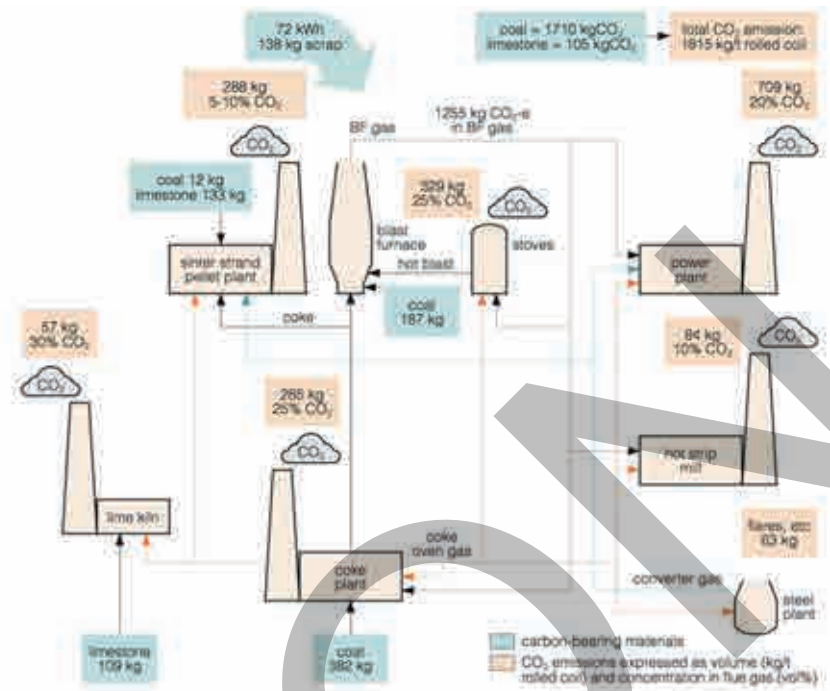 72 kWh
138 kg scrap
coal = 1710 kgCO₂
limestone = 105 kgCO₂
total CO₂ emission:
1815 kg/t rolled coil
288 kg
5-10% CO₂
709 kg
20% CO₂
BF gas
1255 kg CO₂-e
in BF gas
CO₂
CO₂
coal 12 kg
limestone 133 kg
329 kg
25% CO₂
CO₂
blast
furnace
stoves
sinter strand
pellet plant
hot blast
power
plant
coal
187 kg
coke
57 kg
30% CO₂
84 kg
10% CO₂
CO₂
CO₂
25% CO₂
CO₂
hot strip
mill
lime kiln
flares, etc
63 kg
coke
oven gas
coke
plant
converter gas
steel
plant
limestone
109 kg
coal
382 kg
carbon-bearing materials
CO₂ emissions expressed as volume (kg/t
rolled coil) and concentration in flue gas (vol%)